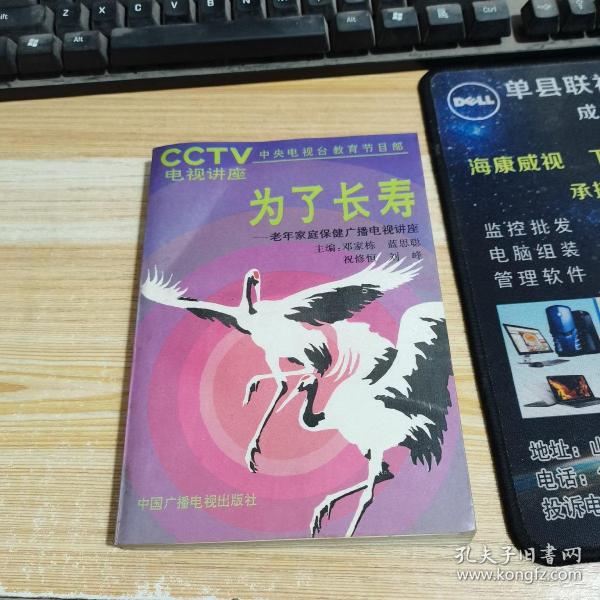 CCTV 中央电视台教育节目部
电视讲座
为了长寿
——老年家庭保健广播电视讲座
主编:邓家栋 蓝思聪
祝修恒 刘峰
中国广播电视出版社
DELL
单县联
成
海康威视
承接
监控批发
电脑组装
管理软件
地址:
电话:
投诉电
孔夫子旧书网
www.kongfz.com